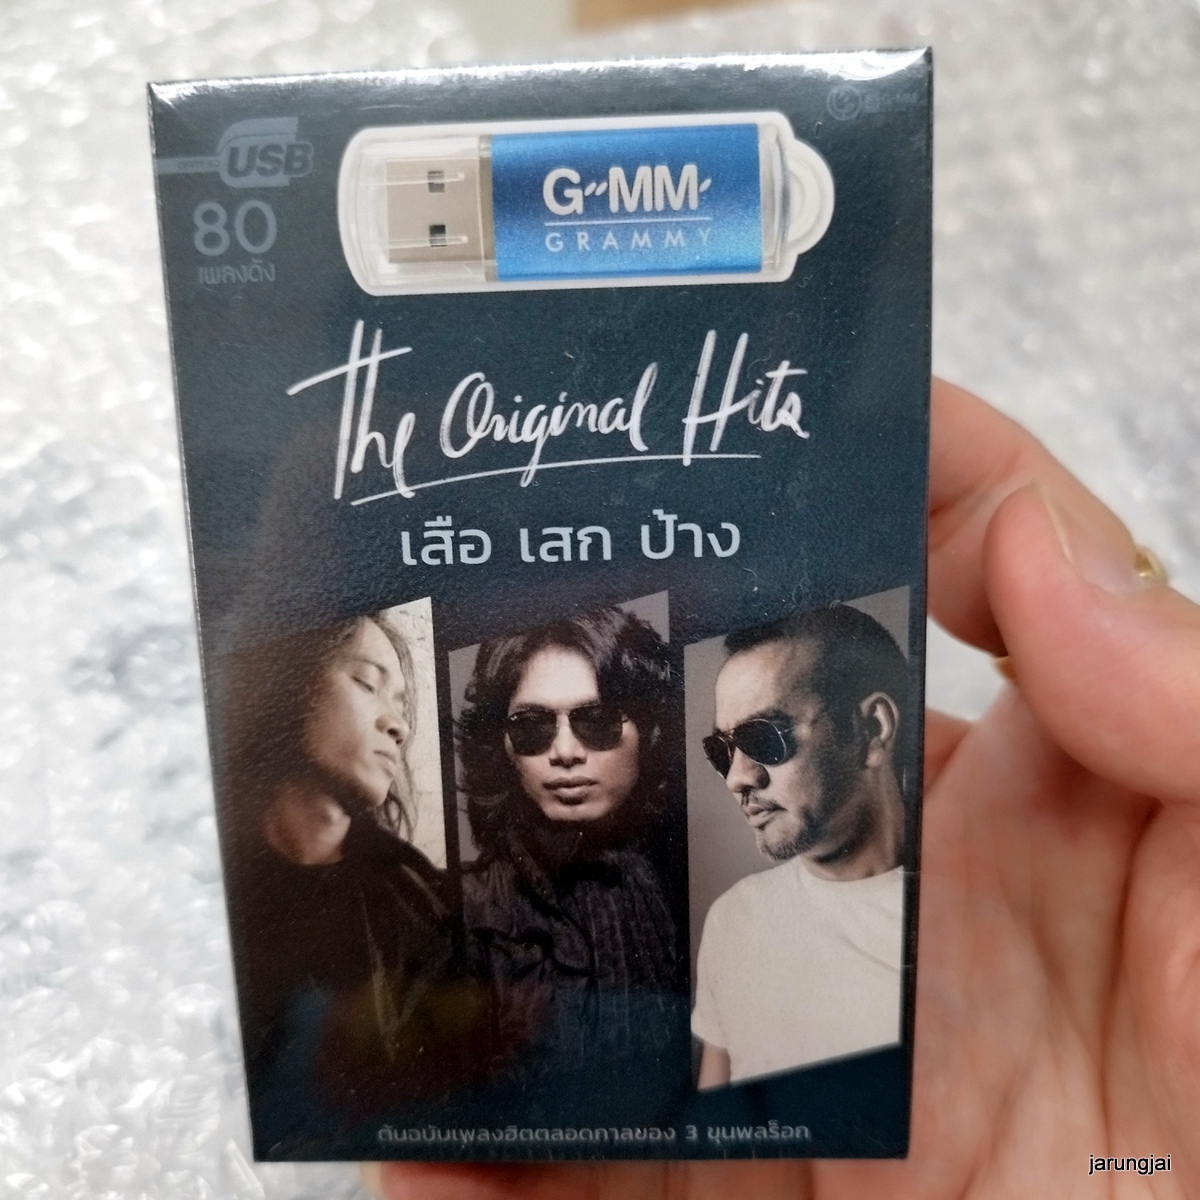 USB
80
เพลงดัง
G"MM'
GRAMMY
The Original Hits
เสือ เสก ป้าง
ต้นฉบับเพลงฮิตตลอดกาลของ 3 ขุนพลร็อก
jarungjai